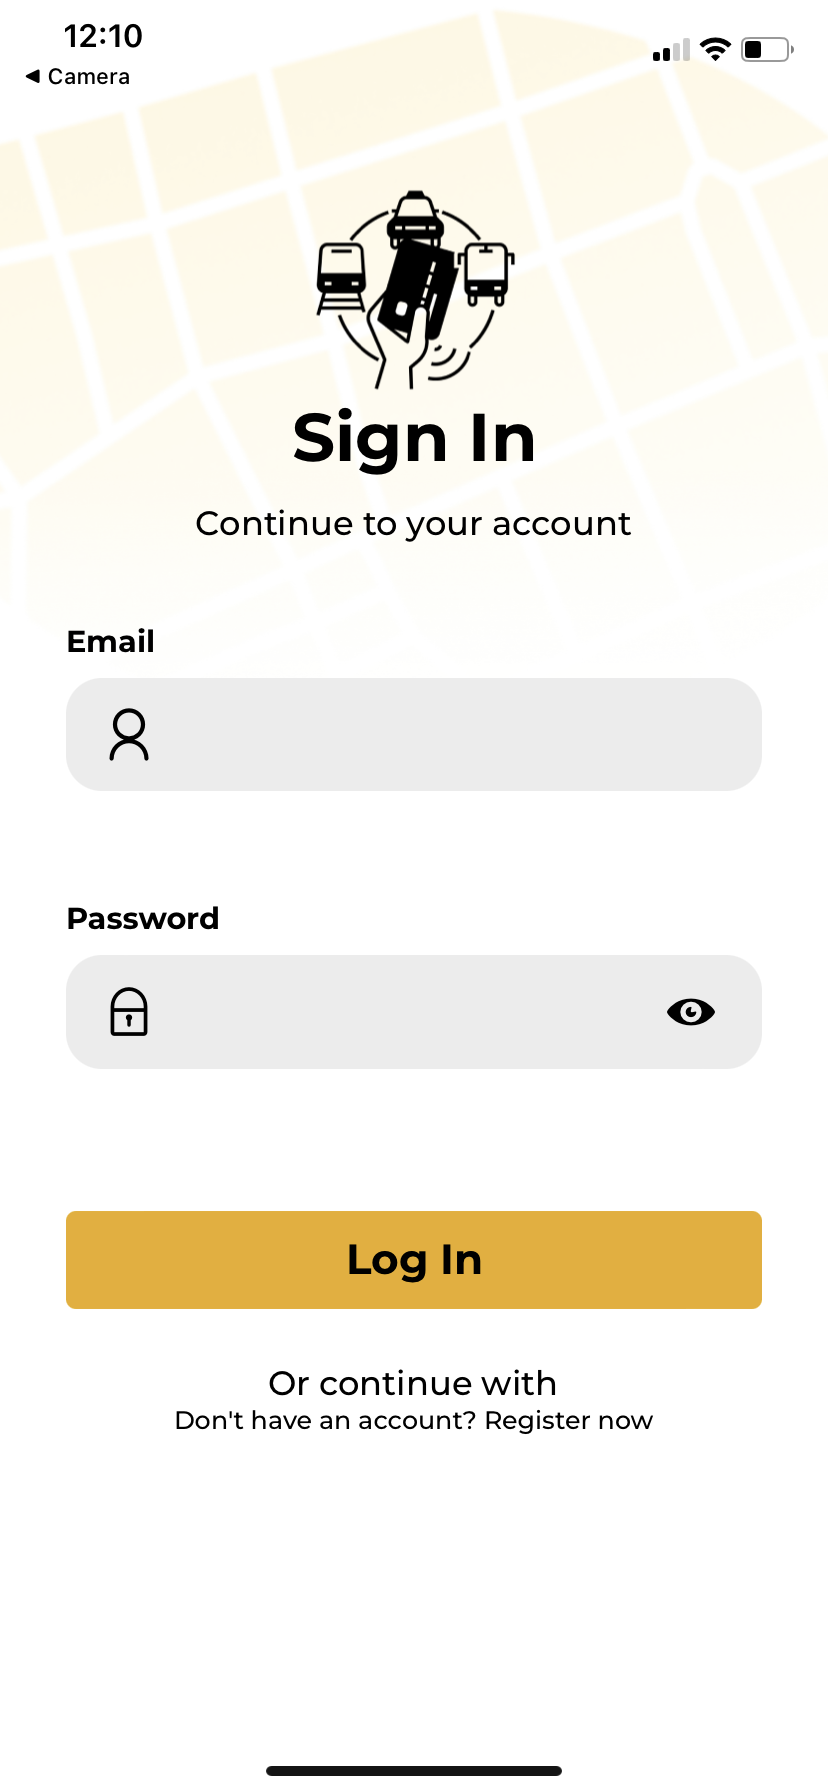 12:10
◀ Camera
Sign In
Continue to your account
Email
Password
Log In
Or continue with
Don't have an account? Register now